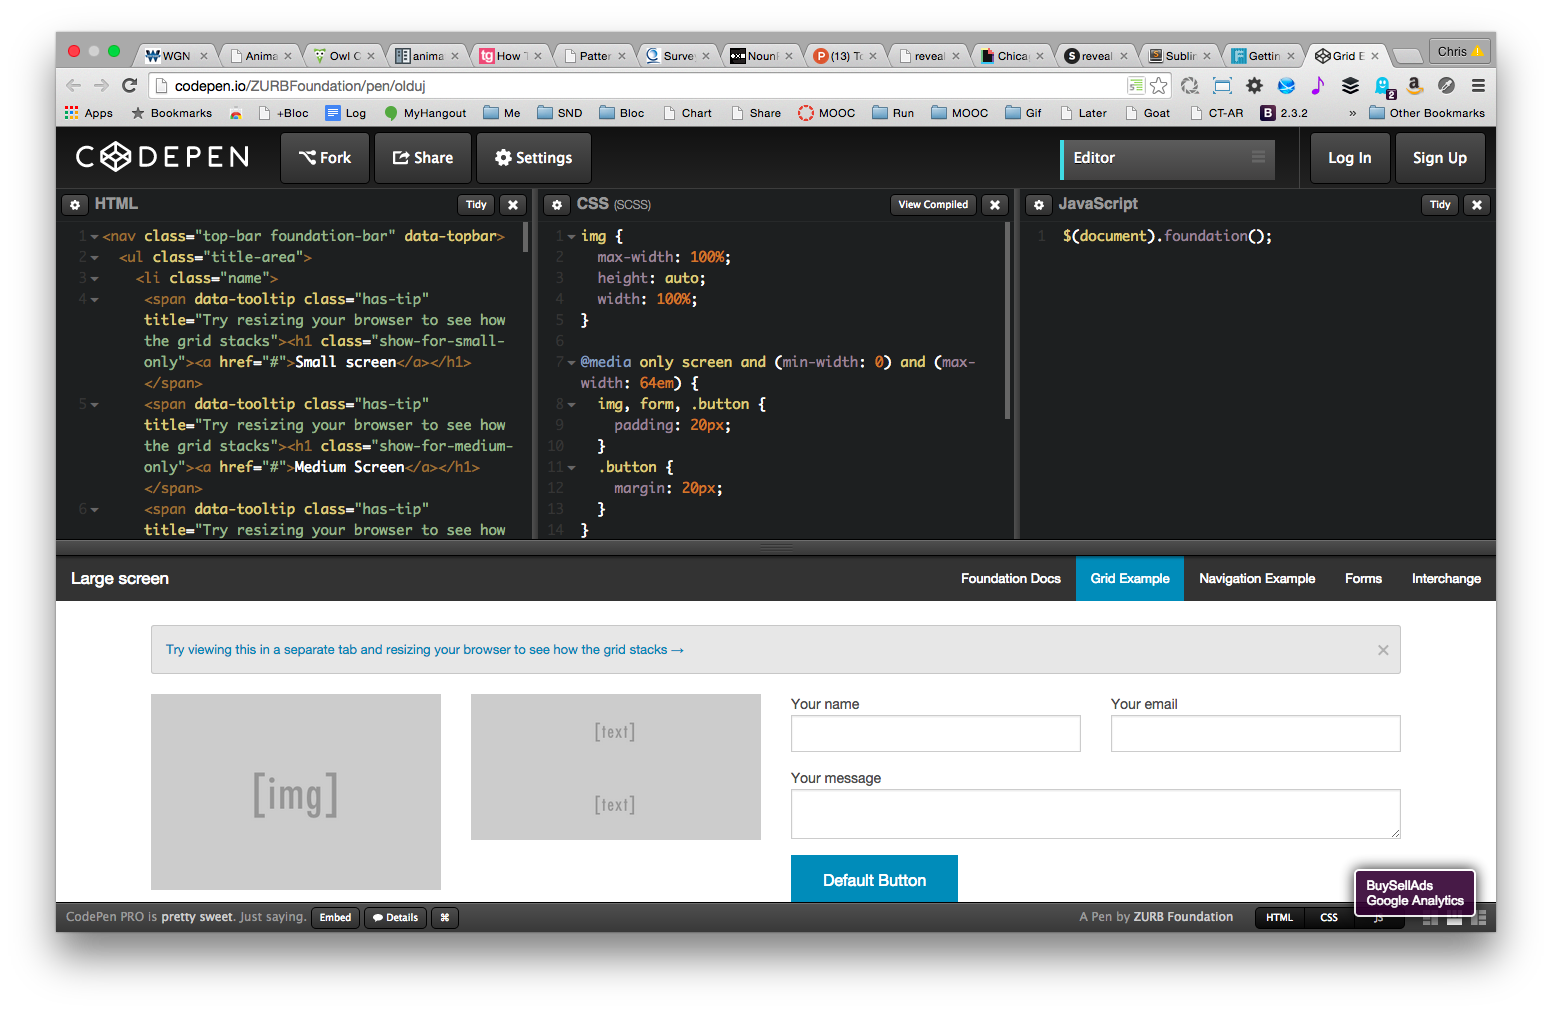 WGN
Anima
Owl C
anima
How T
Patter
Survey
NounP
(13) To
reveal
Chicag
reveal
Sublim
Getting
Grid E
Chris
codepen.io/ZURBFoundation/pen/olduj
2
Apps
Bookmarks
+Bloc
Log
MyHangout
Me
SND
Bloc
Chart
Share
MOOC
Run
MOOC
Gif
Later
Goat
CT-AR
B 2.3.2
»
Other Bookmarks
CODEPEN
Fork
Share
Settings
Editor
Log In
Sign Up
HTML
Tidy
1 <nav class="top-bar foundation-bar" data-topbar>
2 <ul class="title-area">
3 <li class="name">
4 <span data-tooltip class="has-tip"
title="Try resizing your browser to see how
the grid stacks"><h1 class="show-for-small-
only"><a href="#">Small screen</a></h1>
</span>
5 <span data-tooltip class="has-tip"
title="Try resizing your browser to see how
the grid stacks"><h1 class="show-for-medium-
only"><a href="#">Medium Screen</a></h1>
</span>
6 <span data-tooltip class="has-tip"
title="Try resizing your browser to see how
CSS (SCSS)
View Compiled
1 img {
2 max-width: 100%;
3 height: auto;
4 width: 100%;
5 }
6
7 @media only screen and (min-width: 0) and (max-
width: 64em) {
8 img, form, .button {
9 padding: 20px;
10 }
11 .button {
12 margin: 20px;
13 }
14 }
JavaScript
Tidy
1 $(document).foundation();
Large screen
Foundation Docs
Grid Example
Navigation Example
Forms
Interchange
Try viewing this in a separate tab and resizing your browser to see how the grid stacks →
×
[img]
[text]
[text]
Your name
Your email
Your message
Default Button
BuySellAds
Google Analytics
CodePen PRO is pretty sweet. Just saying.
Embed
Details
⌘
A Pen by ZURB Foundation
HTML
CSS
JS